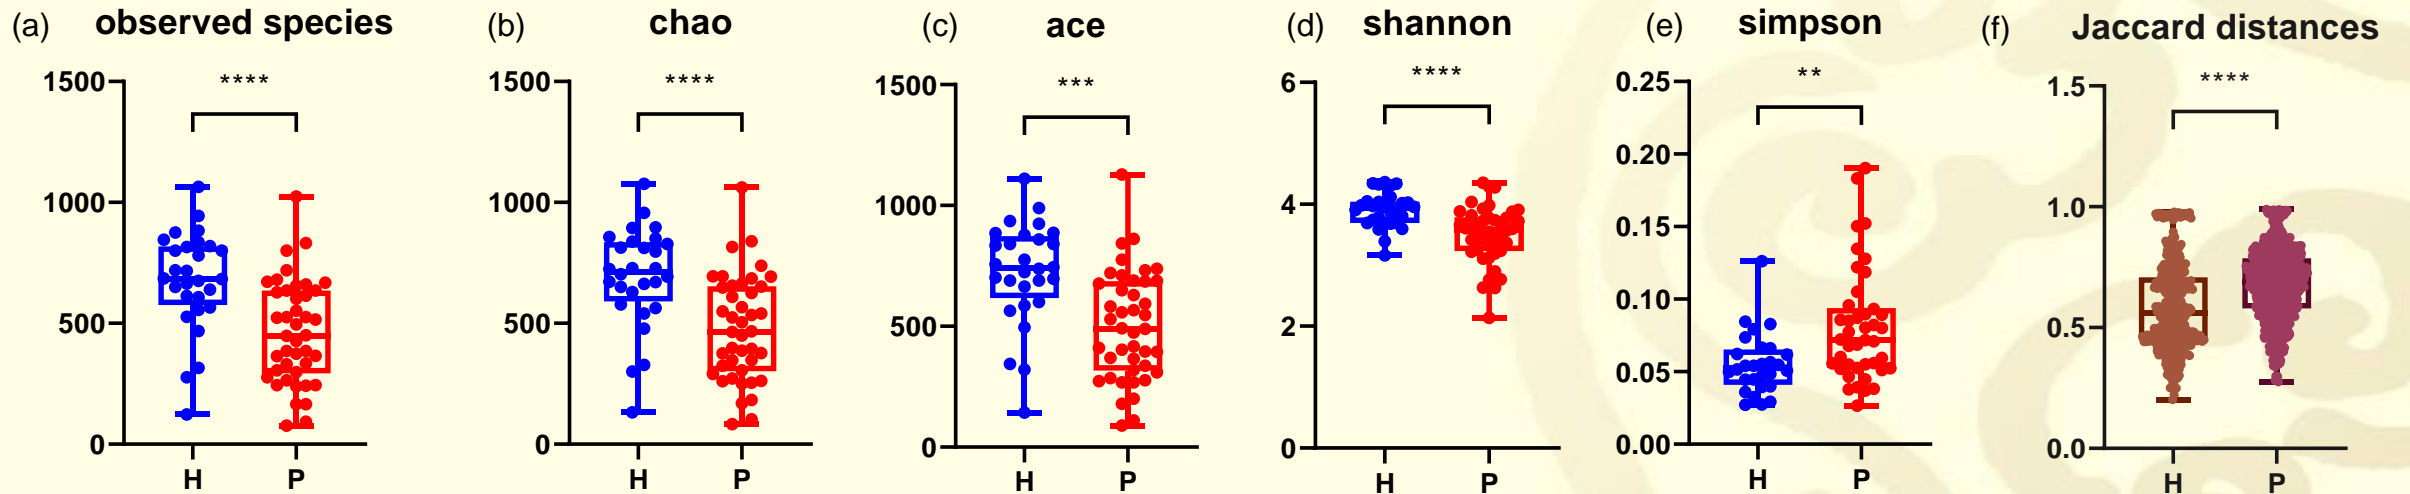 (a) observed species
1500
1000
500
0
****
H P
(b) chao
1500
1000
500
0
****
H P
(c) ace
1500
1000
500
0
***
H P
(d) shannon
6
4
2
0
****
H P
(e) simpson
0.25
0.20
0.15
0.10
0.05
0.00
**
H P
(f) Jaccard distances
1.5
1.0
0.5
0.0
****
H P